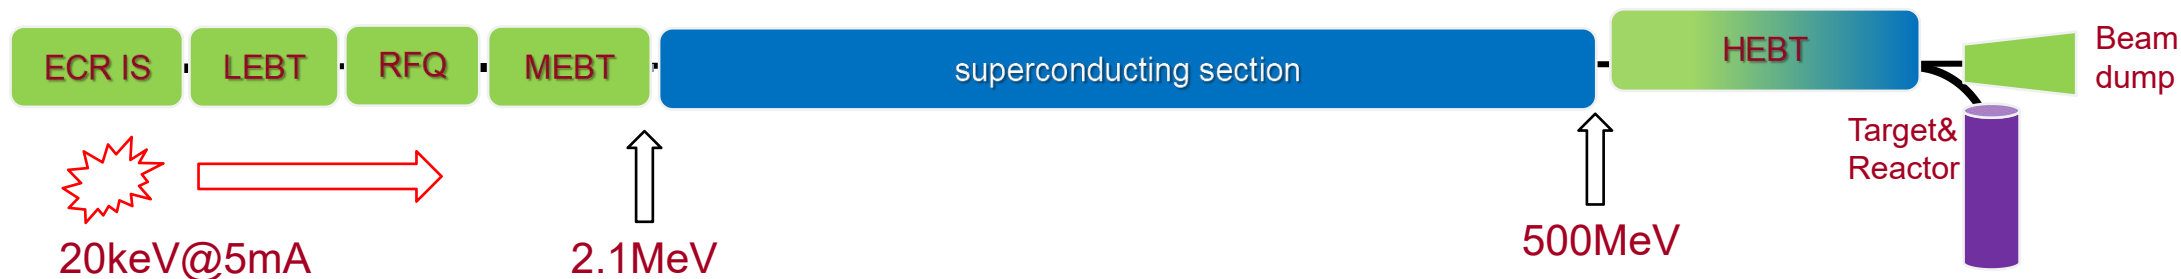 ECR IS
LEBT
RFQ
MEBT
superconducting section
HEBT
Beam
dump
Target&
Reactor
20keV@5mA
2.1MeV
500MeV